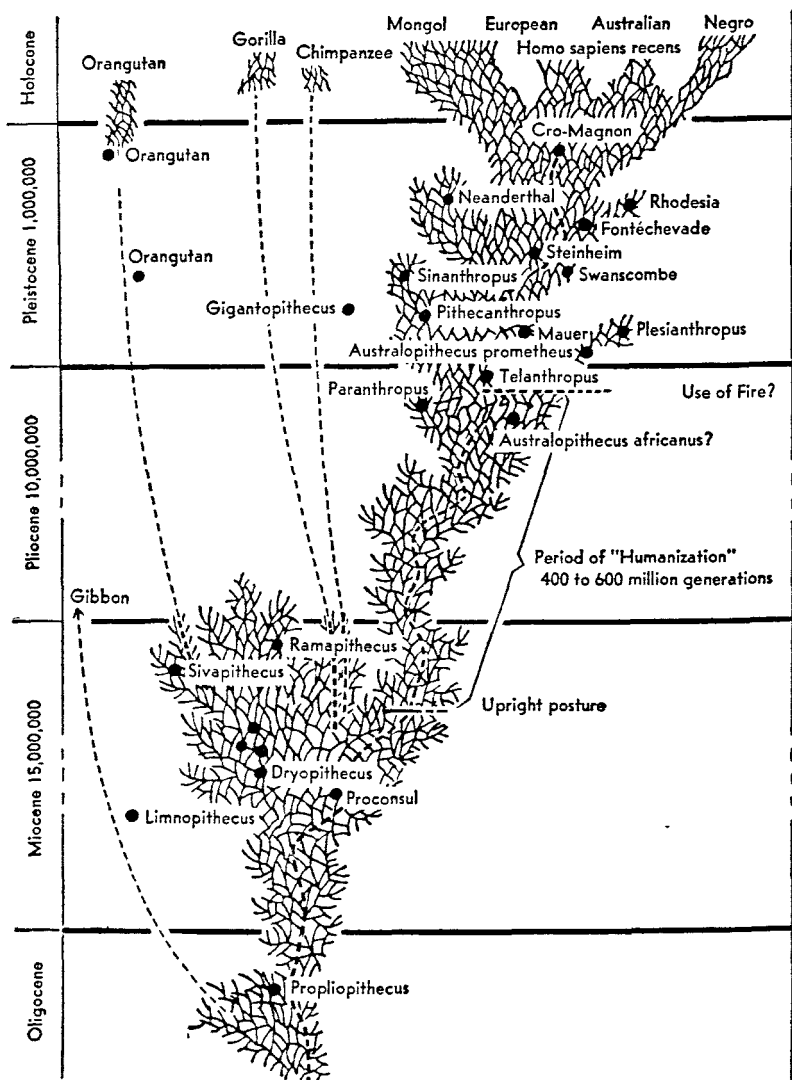 Mongol European Australian Negro
Homo sapiens recens
Gorilla
Chimpanzee
Orangutan
Holocene
Cro-Magnon
Orangutan
Neanderthal
Rhodesia
Fontéchevade
Steinheim
Orangutan
Sinanthropus
Swanscombe
Pleistocene 1,000,000
Gigantopithecus
Pithecanthropus
Mauer
Plesianthropus
Australopithecus prometheus
Telanthropus
Paranthropus
Use of Fire?
Australopithecus africanus?
Pliocene 10,000,000
Period of "Humanization"
400 to 600 million generations
Gibbon
Ramapithecus
Sivapithecus
Upright posture
Miocene 15,000,000
Dryopithecus
Proconsul
Limnopithecus
Oligocene
Propliopithecus